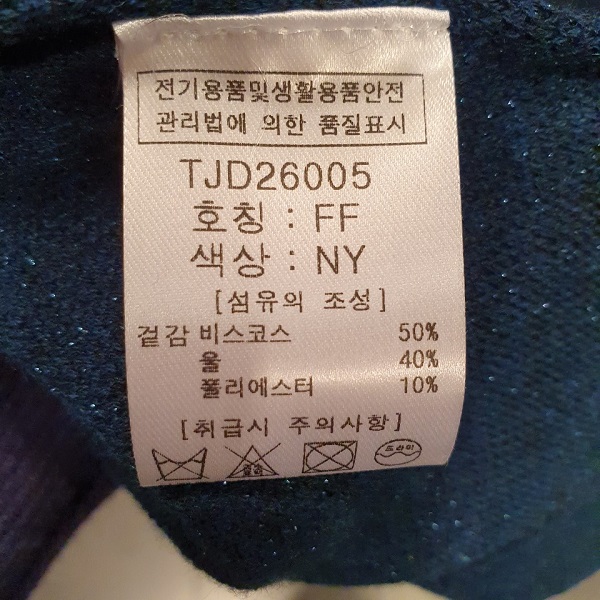 전기용품및생활용품안전
관리법에 의한 품질표시
TJD26005
호칭 : FF
색상 : NY
[섬유의 조성]
겉감 비스코스 50%
울 40%
폴리에스터 10%
[취급시 주의사항]
드라이